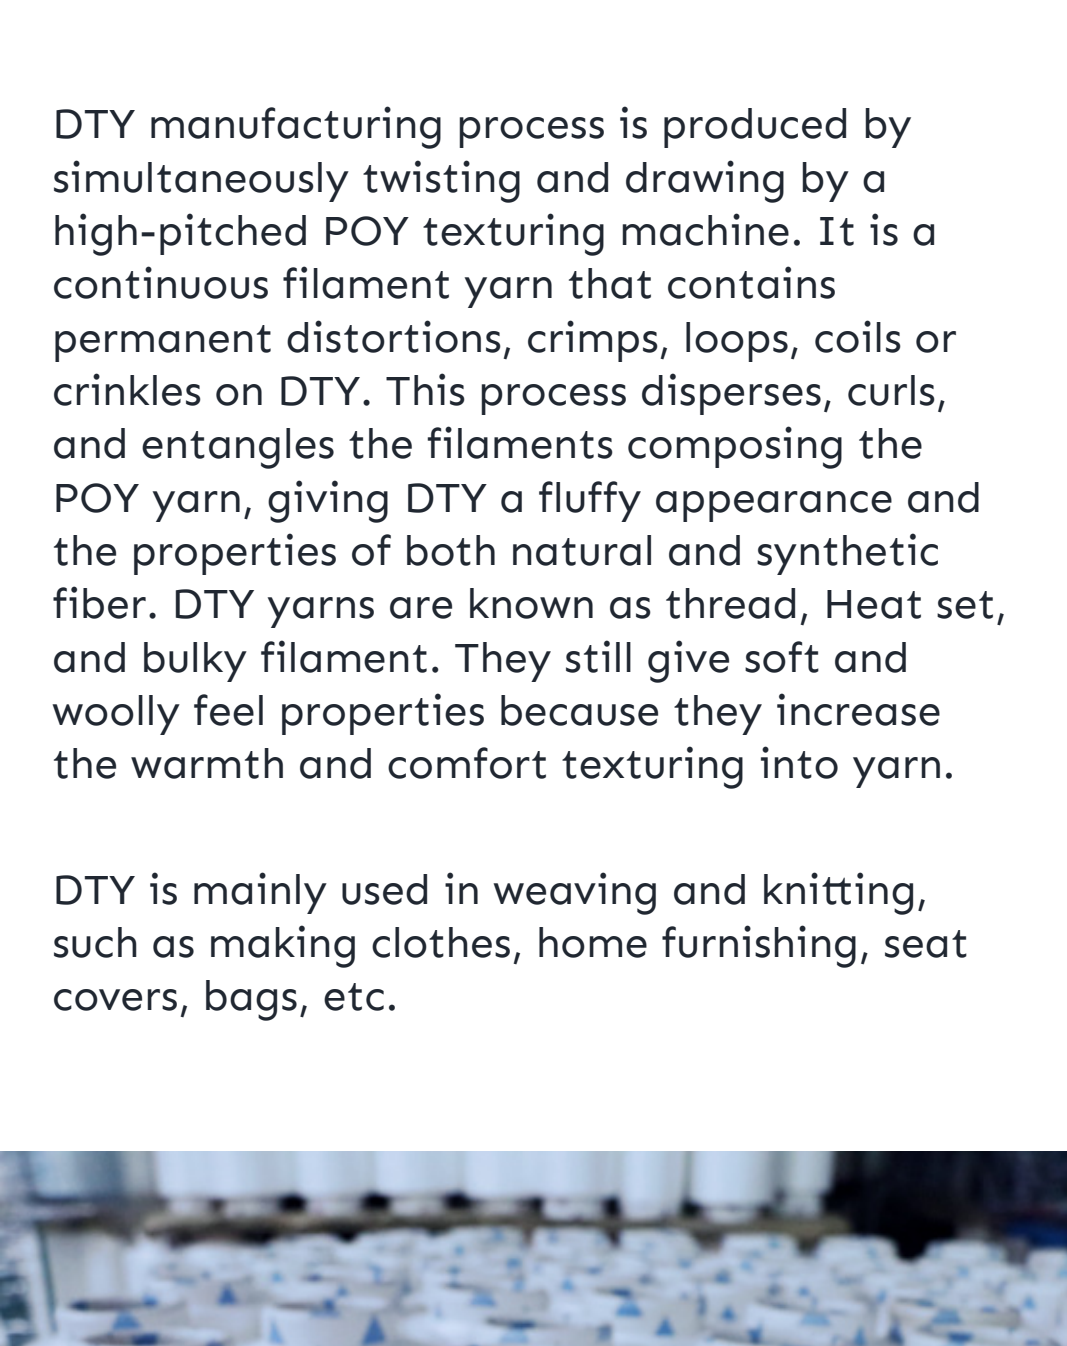 DTY manufacturing process is produced by
simultaneously twisting and drawing by a
high-pitched POY texturing machine. It is a
continuous filament yarn that contains
permanent distortions, crimps, loops, coils or
crinkles on DTY. This process disperses, curls,
and entangles the filaments composing the
POY yarn, giving DTY a fluffy appearance and
the properties of both natural and synthetic
fiber. DTY yarns are known as thread, Heat set,
and bulky filament. They still give soft and
woolly feel properties because they increase
the warmth and comfort texturing into yarn.
DTY is mainly used in weaving and knitting,
such as making clothes, home furnishing, seat
covers, bags, etc.